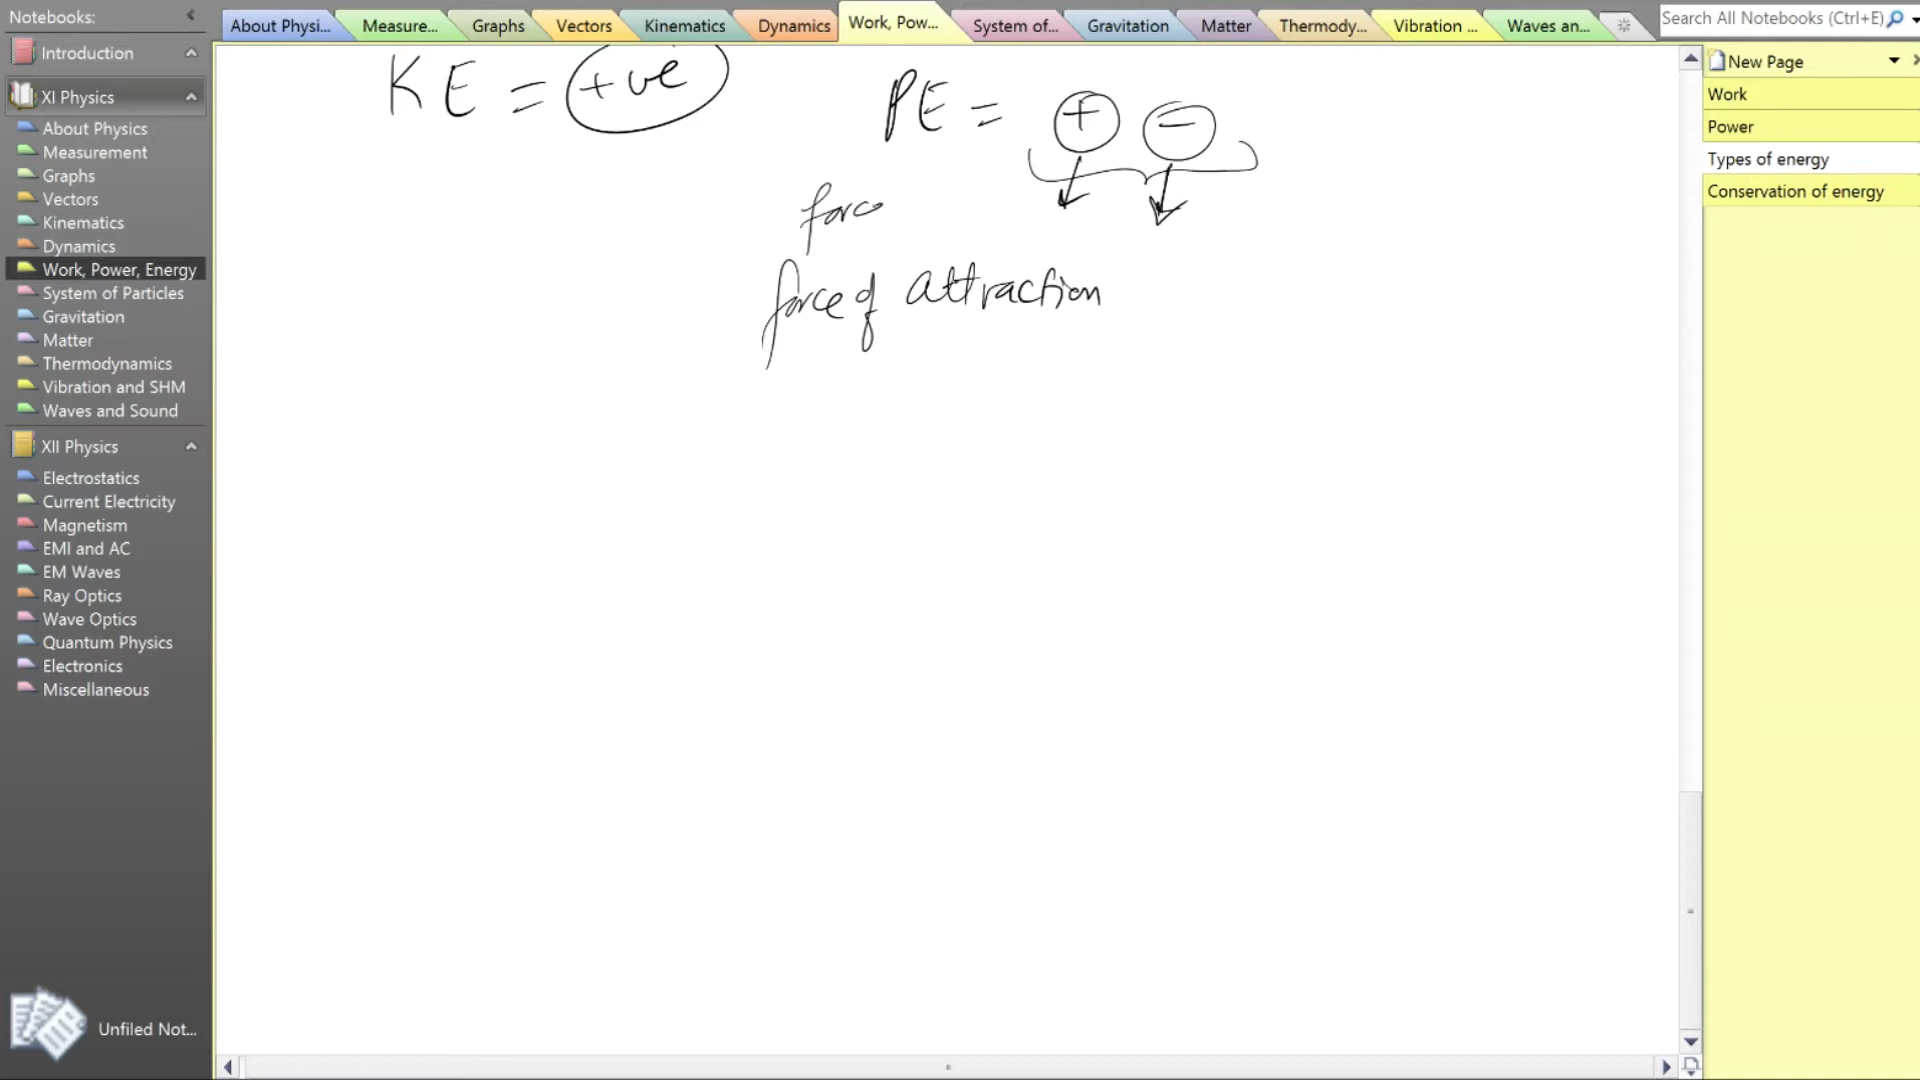 Notebooks:
Introduction
XI Physics
About Physics
Measurement
Graphs
Vectors
Kinematics
Dynamics
Work, Power, Energy
System of Particles
Gravitation
Matter
Thermodynamics
Vibration and SHM
Waves and Sound
XII Physics
Electrostatics
Current Electricity
Magnetism
EMI and AC
EM Waves
Ray Optics
Wave Optics
Quantum Physics
Electronics
Miscellaneous
Unfiled Not...
About Physi... Measure... Graphs Vectors Kinematics Dynamics Work, Pow... System of... Gravitation Matter Thermody... Vibration ... Waves an...
Search All Notebooks (Ctrl+E)
KE = +ve
PE = + -
force
force of attraction
New Page
Work
Power
Types of energy
Conservation of energy